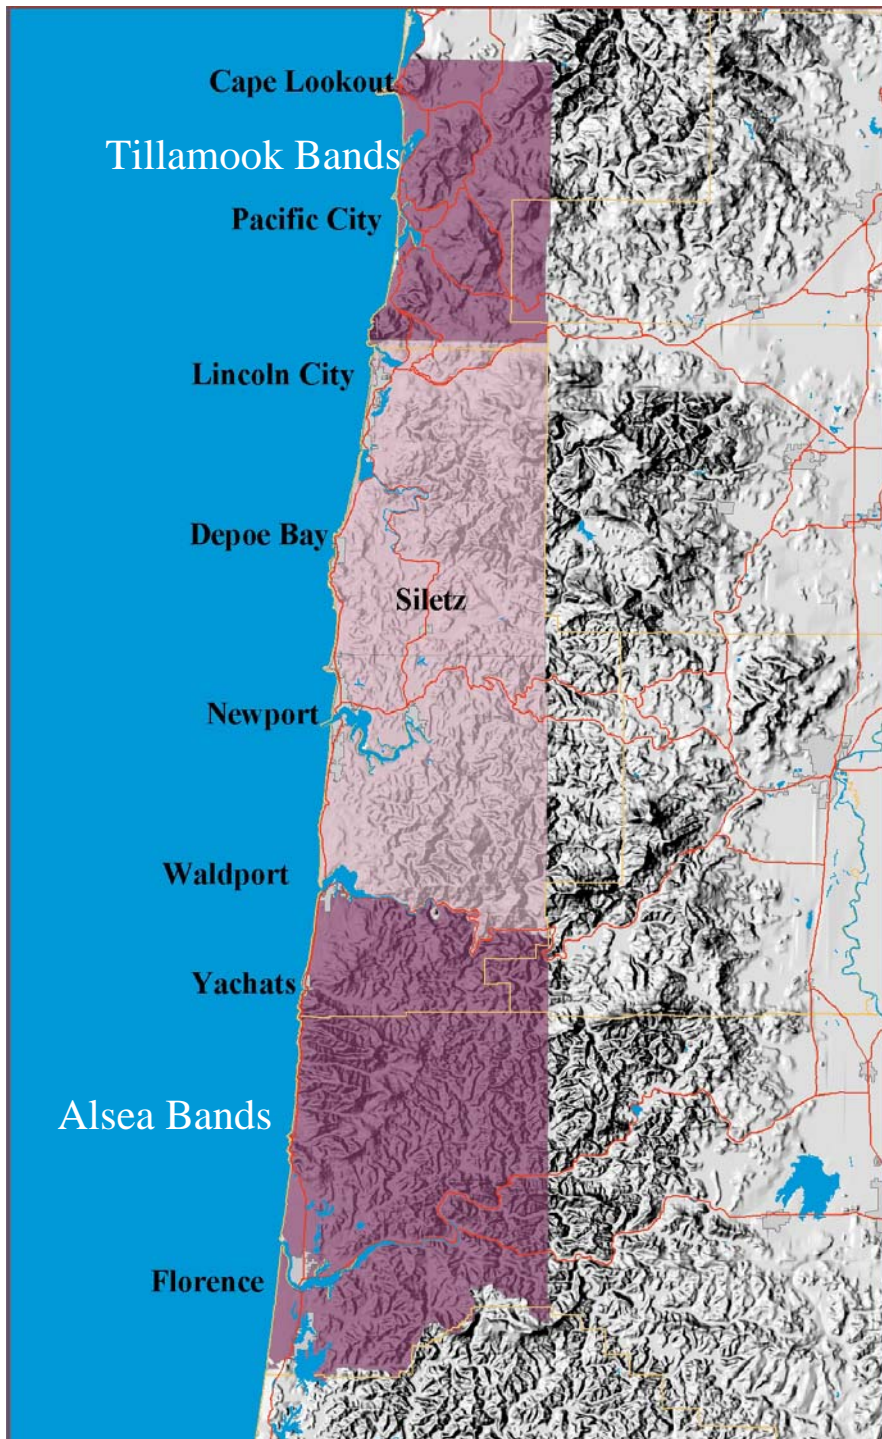 Cape Lookout
Tillamook Bands
Pacific City
Lincoln City
Depoe Bay
Siletz
Newport
Waldport
Yachats
Alsea Bands
Florence